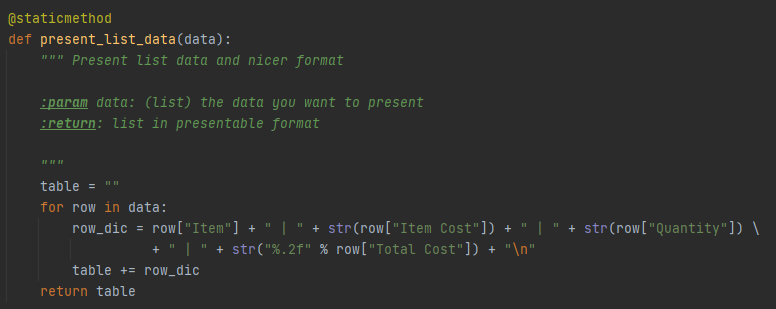 @staticmethod
def present_list_data(data):
    """ Present list data and nicer format

    :param data: (list) the data you want to present
    :return: list in presentable format

    """
    table = ""
    for row in data:
        row_dic = row["Item"] + " | " + str(row["Item Cost"]) + " | " + str(row["Quantity"]) \
                  + " | " + str("%.2f" % row["Total Cost"]) + "\n"
        table += row_dic
    return table